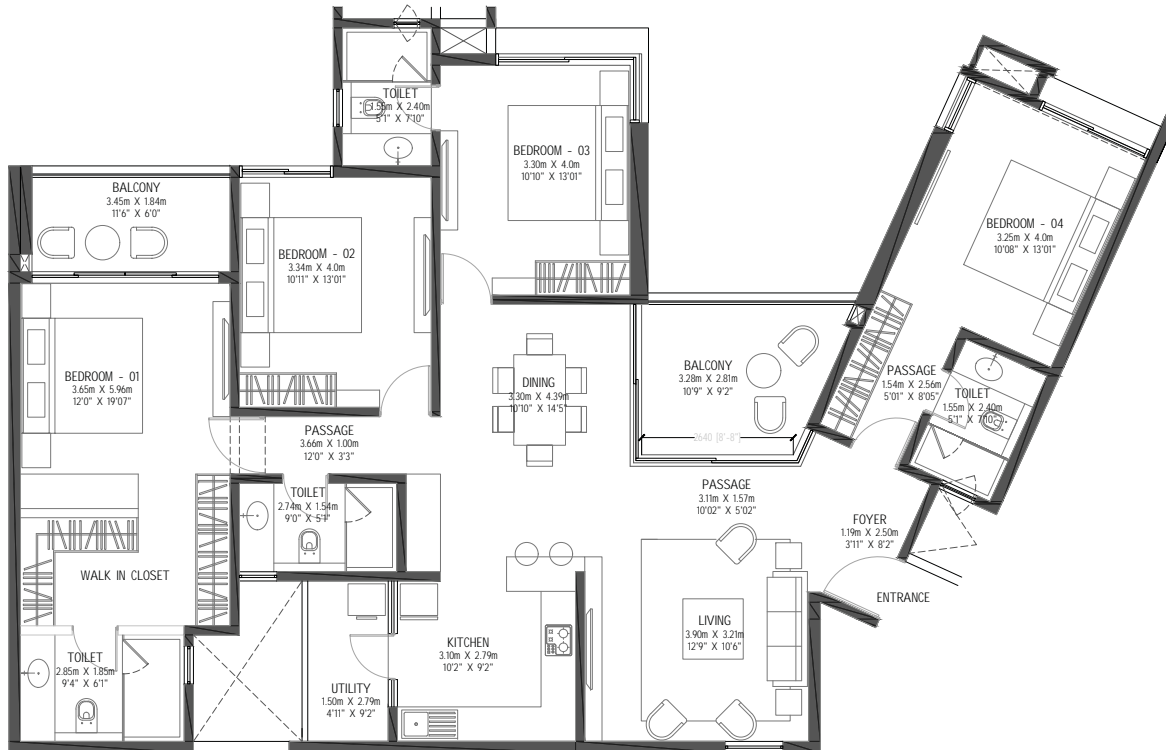 TOILET
1.55m X 2.40m
5'1" X 7'10"
BEDROOM - 03
3.30m X 4.0m
10'10" X 13'01"
BALCONY
3.45m X 1.84m
11'6" X 6'0"
BEDROOM - 02
3.34m X 4.0m
10'11" X 13'01"
BEDROOM - 04
3.25m X 4.0m
10'08" X 13'01"
BEDROOM - 01
3.65m X 5.96m
12'0" X 19'07"
DINING
3.30m X 4.39m
10'10" X 14'5"
BALCONY
3.28m X 2.81m
10'9" X 9'2"
2640 [8'-8"]
PASSAGE
1.54m X 2.56m
5'01" X 8'05"
TOILET
1.55m X 2.40m
5'1" X 7'10"
PASSAGE
3.66m X 1.00m
12'0" X 3'3"
TOILET
2.74m X 1.54m
9'0" X 5'1"
PASSAGE
3.11m X 1.57m
10'02" X 5'02"
FOYER
1.19m X 2.50m
3'11" X 8'2"
ENTRANCE
WALK IN CLOSET
LIVING
3.90m X 3.21m
12'9" X 10'6"
KITCHEN
3.10m X 2.79m
10'2" X 9'2"
TOILET
2.85m X 1.85m
9'4" X 6'1"
UTILITY
1.50m X 2.79m
4'11" X 9'2"